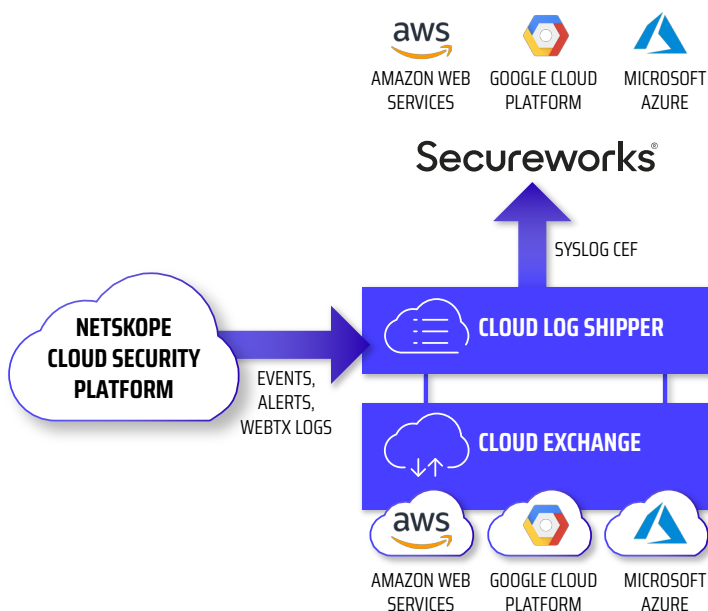 aws
AMAZON WEB
SERVICES
GOOGLE CLOUD
PLATFORM
MICROSOFT
AZURE
Secureworks®
SYSLOG CEF
NETSKOPE
CLOUD SECURITY
PLATFORM
EVENTS,
ALERTS,
WEBTX LOGS
CLOUD LOG SHIPPER
CLOUD EXCHANGE
aws
AMAZON WEB
SERVICES
GOOGLE CLOUD
PLATFORM
MICROSOFT
AZURE